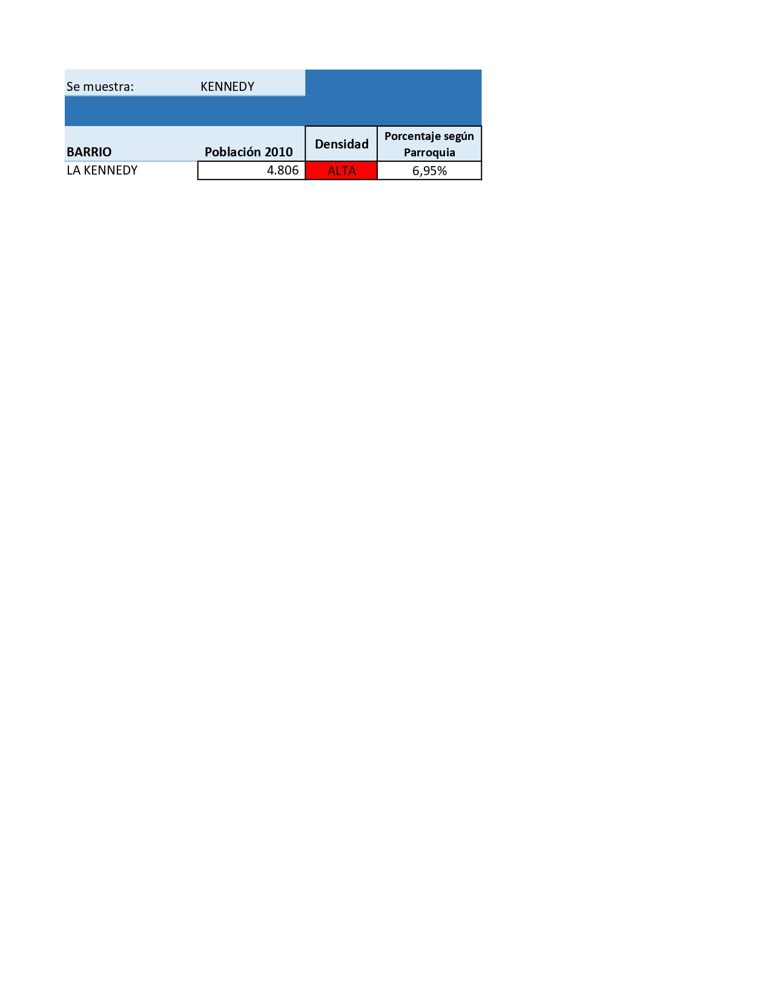 Se muestra: KENNEDY
BARRIO Población 2010 Densidad Porcentaje según
Parroquia
LA KENNEDY 4.806 ALTA 6,95%